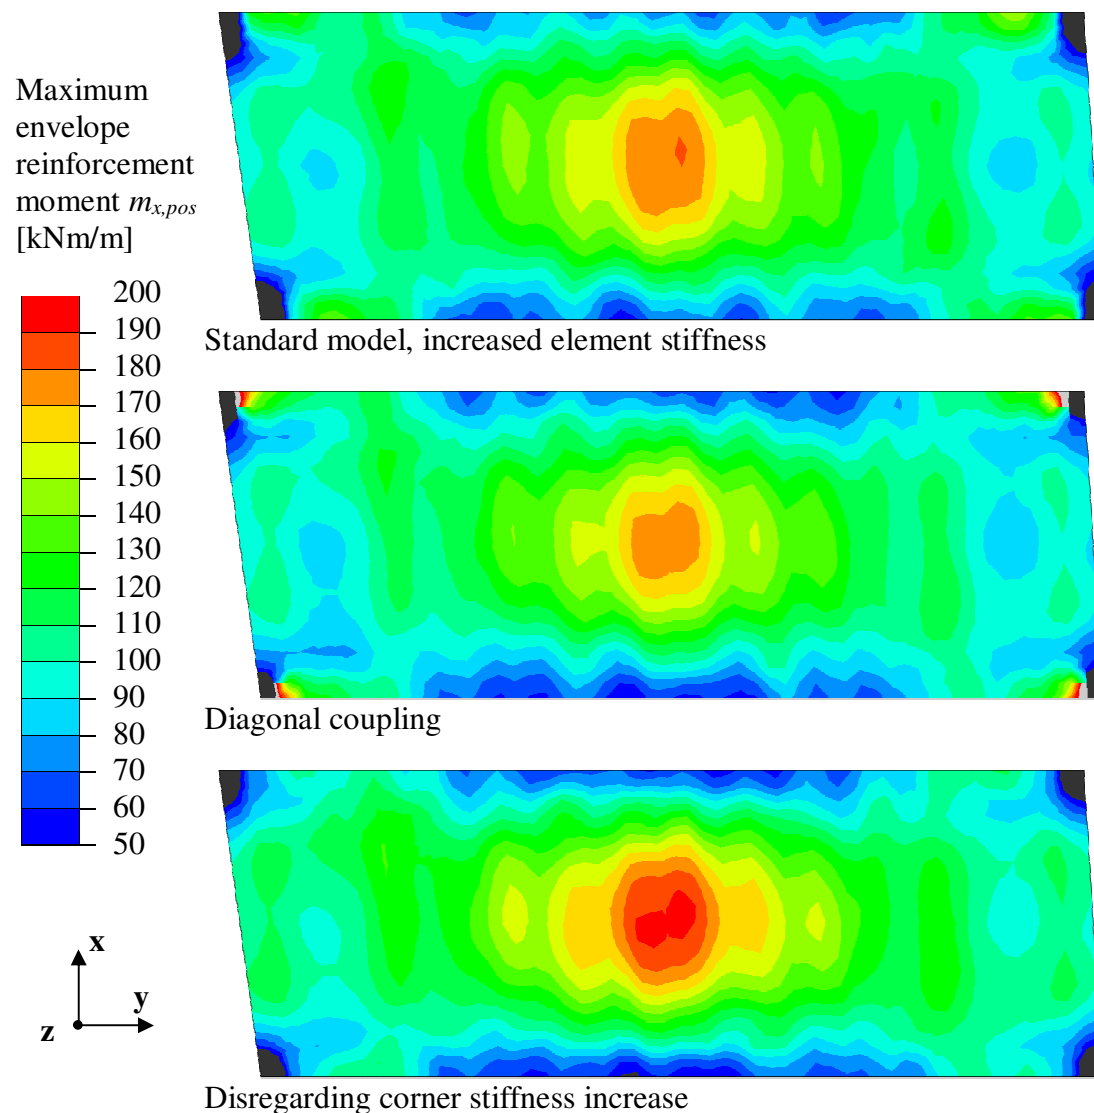 Maximum
envelope
reinforcement
moment mx,pos
[kNm/m]
200
190
180
170
160
150
140
130
120
110
100
90
80
70
60
50
Standard model, increased element stiffness
Diagonal coupling
x
y
z
Disregarding corner stiffness increase